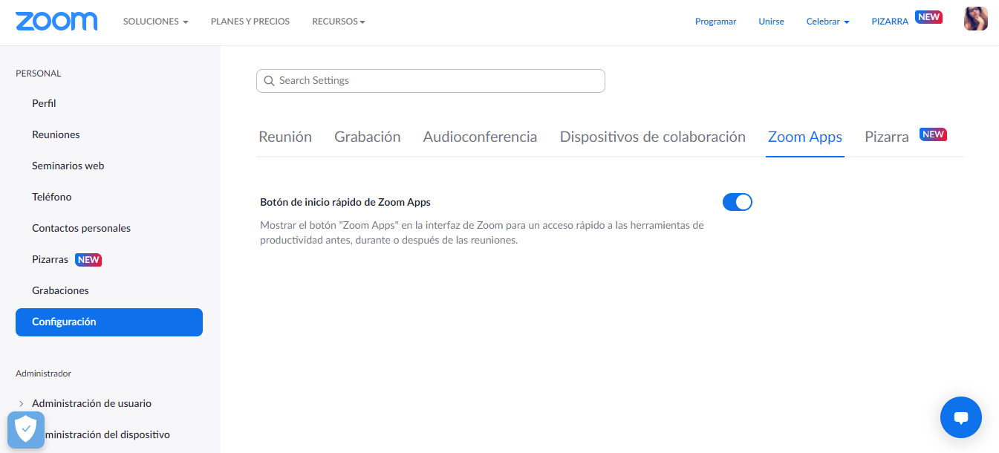 zoom
SOLUCIONES
PLANES Y PRECIOS
RECURSOS
Programar
Unirse
Celebrar
PIZARRA NEW
PERSONAL
Perfil
Reuniones
Seminarios web
Teléfono
Contactos personales
Pizarras NEW
Grabaciones
Configuración
Administrador
Administración de usuario
ministración del dispositivo
Search Settings
Reunión
Grabación
Audioconferencia
Dispositivos de colaboración
Zoom Apps
Pizarra NEW
Botón de inicio rápido de Zoom Apps
Mostrar el botón "Zoom Apps" en la interfaz de Zoom para un acceso rápido a las herramientas de
productividad antes, durante o después de las reuniones.